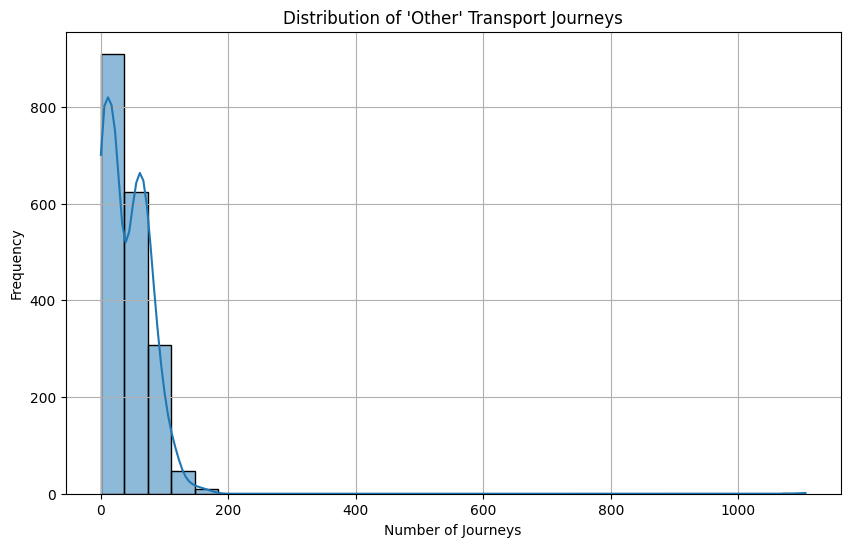 Distribution of 'Other' Transport Journeys
Frequency
800
600
400
200
0
0 200 400 600 800 1000
Number of Journeys